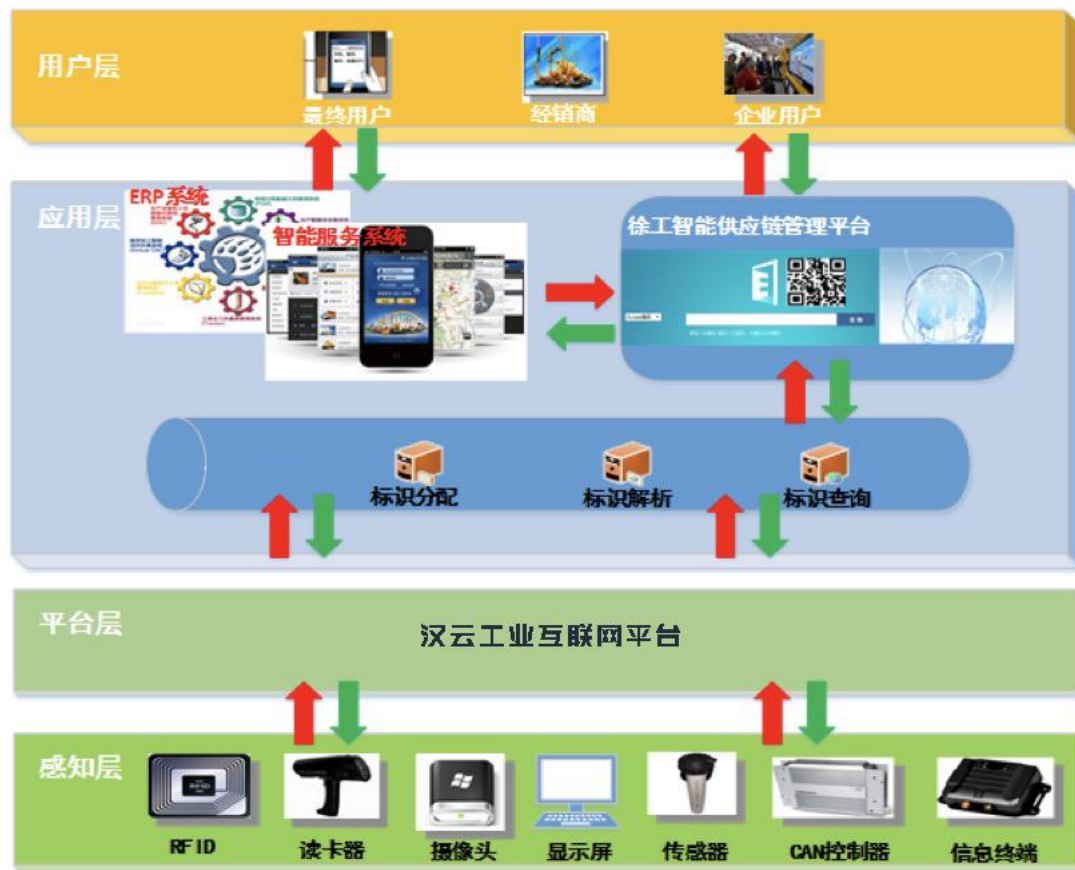 用户层
最终用户
经销商
企业用户
应用层
ERP系统
智能服务系统
徐工智能供应链管理平台
标识分配
标识解析
标识查询
平台层
汉云工业互联网平台
感知层
RFID
RFID
读卡器
摄像头
显示屏
传感器
CAN控制器
信息终端